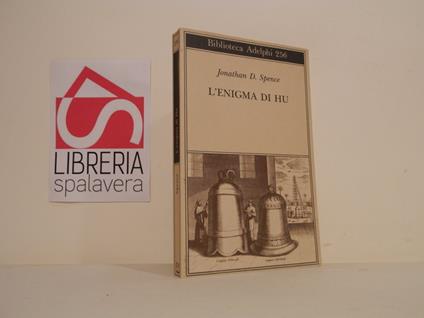 LIBRERIA
spalavera
Biblioteca Adelphi 256
Jonathan D. Spence
L'ENIGMA DI HU